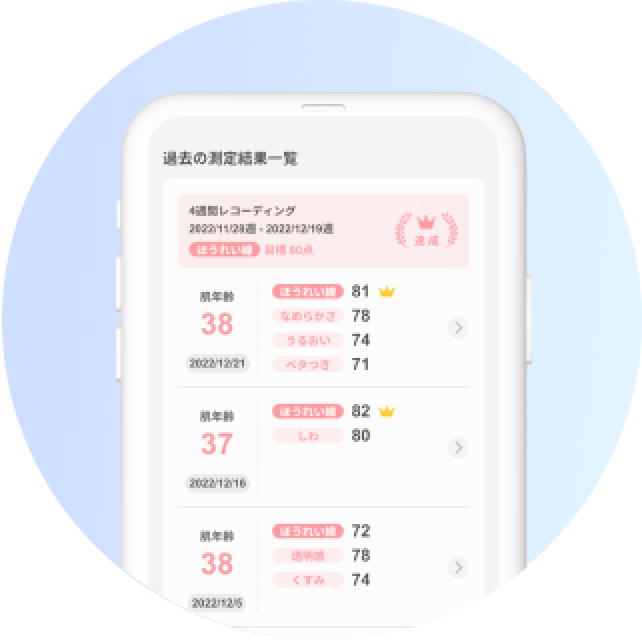 過去の測定結果一覧
4週間レコーディング
2022/11/28週 - 2022/12/19週
ほうれい線 目標 80点
達成
肌年齢
38
2022/12/21
ほうれい線 81
なめらかさ 78
うるおい 74
ベタつき 71
肌年齢
37
2022/12/16
ほうれい線 82
しわ 80
肌年齢
38
2022/12/5
ほうれい線 72
透明感 78
くすみ 74